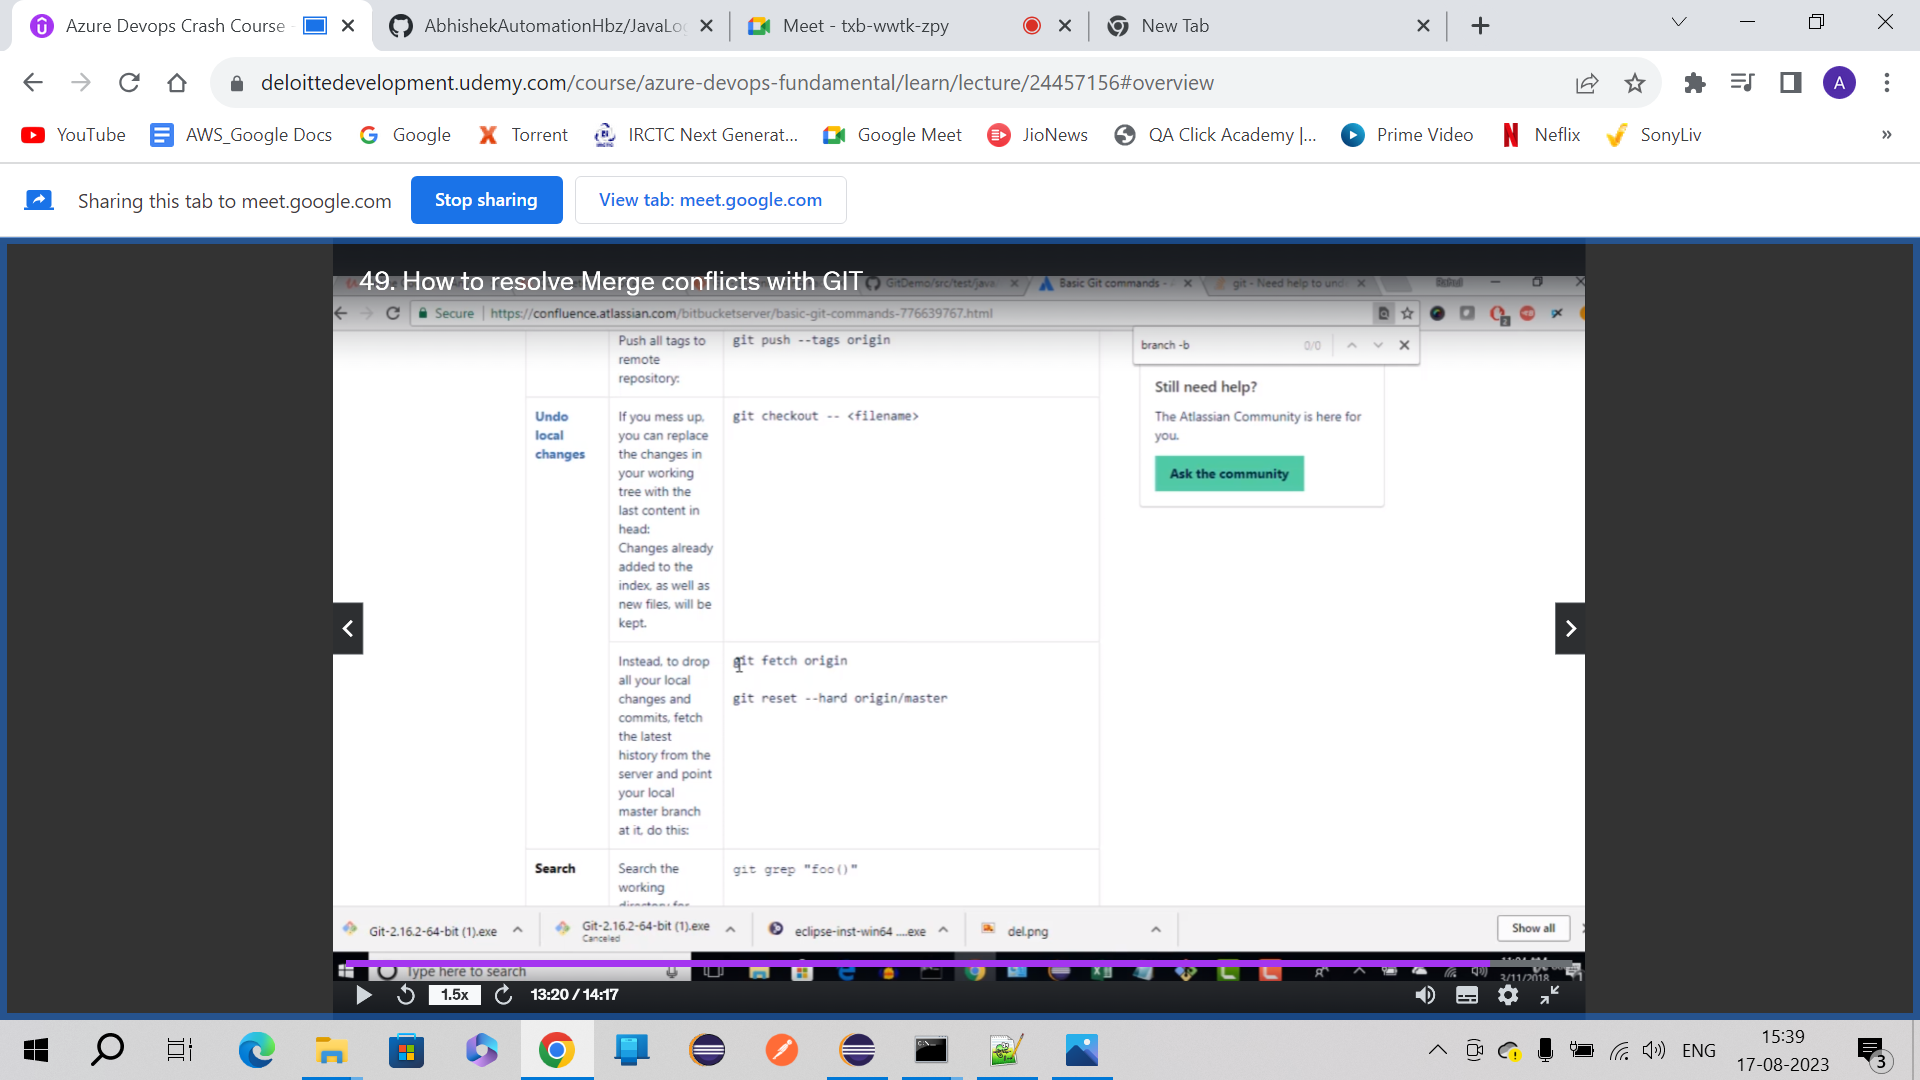 Azure Devops Crash Course
AbhishekAutomationHbz/JavaLog
Meet - txb-wwtk-zpy
New Tab
deloittedevelopment.udemy.com/course/azure-devops-fundamental/learn/lecture/24457156#overview
A
YouTube
AWS_Google Docs
Google
Torrent
IRCTC Next Generat...
Google Meet
JioNews
QA Click Academy |...
Prime Video
Neflix
SonyLiv
»
Sharing this tab to meet.google.com
Stop sharing
View tab: meet.google.com
49. How to resolve Merge conflicts with GIT
GitDemo/src/test/java
Basic Git commands -
git - Need help to und
Secure
https://confluence.atlassian.com/bitbucketserver/basic-git-commands-776639767.html
branch -b
0/0
Push all tags to
remote
repository:
git push --tags origin
Still need help?
The Atlassian Community is here for
you.
Ask the community
Undo
local
changes
If you mess up,
you can replace
the changes in
your working
tree with the
last content in
head:
Changes already
added to the
index, as well as
new files, will be
kept.
git checkout -- <filename>
Instead, to drop
all your local
changes and
commits, fetch
the latest
history from the
server and point
your local
master branch
at it, do this:
git fetch origin
git reset --hard origin/master
Search
Search the
working
directory for
git grep "foo()"
Git-2.16.2-64-bit (1).exe
Git-2.16.2-64-bit (1).exe
Canceled
eclipse-inst-win64 ....exe
del.png
Show all
Type here to search
3/11/2018
1.5x
13:20 / 14:17
ENG
15:39
17-08-2023
3